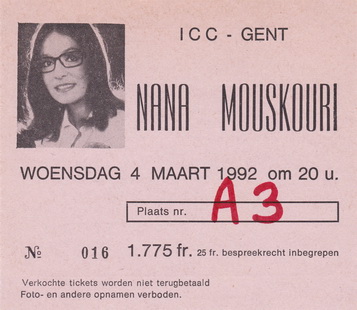 ICC - GENT
NANA MOUSKOURI
WOENSDAG 4 MAART 1992 om 20 u.
Plaats nr. A3
№ 016 1.775 fr. 25 fr. bespreekrecht inbegrepen
Verkochte tickets worden niet terugbetaald
Foto- en andere opnamen verboden.